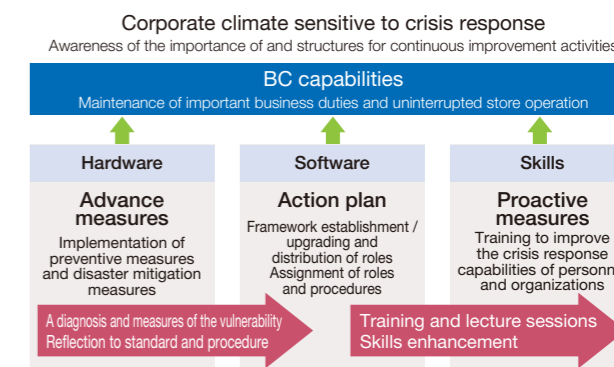 Corporate climate sensitive to crisis response
Awareness of the importance of and structures for continuous improvement activities
BC capabilities
Maintenance of important business duties and uninterrupted store operation
Hardware
Advance
measures
Implementation of
preventive measures
and disaster mitigation
measures
Software
Action plan
Framework establishment /
upgrading and
distribution of roles
Assignment of roles
and procedures
Skills
Proactive
measures
Training to improve
the crisis response
capabilities of
and organizations
A diagnosis and measures of the vulnerability
Reflection to standard and procedure
Training and lecture sessions
Skills enhancement